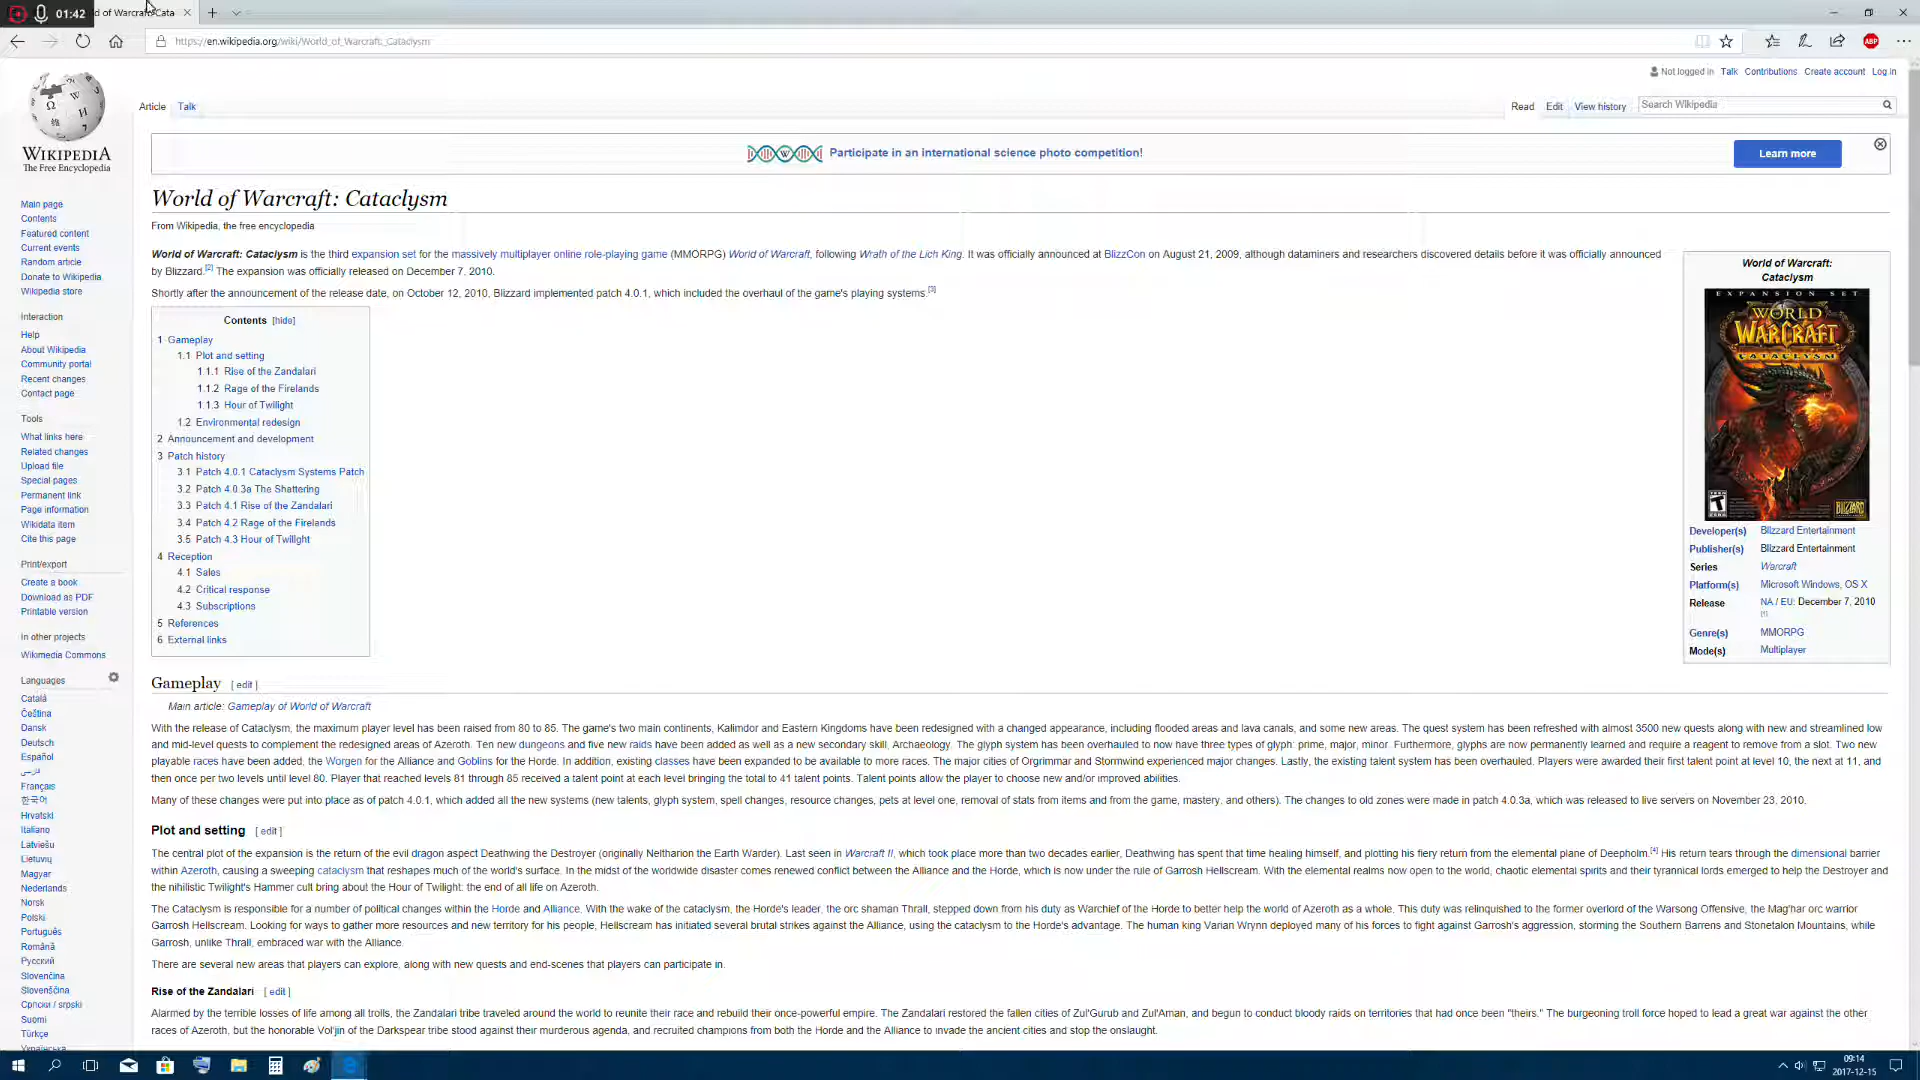 01:42
ld of Warcraft: Cata
https://en.wikipedia.org/wiki/World_of_Warcraft:_Cataclysm
ABP
Not logged in Talk Contributions Create account Log in
Article Talk
Read Edit View history Search Wikipedia
WIKIPEDIA
The Free Encyclopedia
Participate in an international science photo competition!
Learn more
Main page
Contents
Featured content
Current events
Random article
Donate to Wikipedia
Wikipedia store
Interaction
Help
About Wikipedia
Community portal
Recent changes
Contact page
Tools
What links here
Related changes
Upload file
Special pages
Permanent link
Page information
Wikidata item
Cite this page
Print/export
Create a book
Download as PDF
Printable version
In other projects
Wikimedia Commons
Languages
Català
Čeština
Dansk
Deutsch
Español
فارسی
Français
한국어
Hrvatski
Italiano
Latviešu
Lietuvių
Magyar
Nederlands
Norsk
Polski
Português
Română
Русский
Slovenčina
Slovenščina
Српски / srpski
Suomi
Türkçe
Українська
World of Warcraft: Cataclysm
From Wikipedia, the free encyclopedia
World of Warcraft: Cataclysm is the third expansion set for the massively multiplayer online role-playing game (MMORPG) World of Warcraft, following Wrath of the Lich King. It was officially announced at BlizzCon on August 21, 2009, although dataminers and researchers discovered details before it was officially announced
by Blizzard.[2] The expansion was officially released on December 7, 2010.
Shortly after the announcement of the release date, on October 12, 2010, Blizzard implemented patch 4.0.1, which included the overhaul of the game's playing systems.[3]
Contents [hide]
1 Gameplay
1.1 Plot and setting
1.1.1 Rise of the Zandalari
1.1.2 Rage of the Firelands
1.1.3 Hour of Twilight
1.2 Environmental redesign
2 Announcement and development
3 Patch history
3.1 Patch 4.0.1 Cataclysm Systems Patch
3.2 Patch 4.0.3a The Shattering
3.3 Patch 4.1 Rise of the Zandalari
3.4 Patch 4.2 Rage of the Firelands
3.5 Patch 4.3 Hour of Twilight
4 Reception
4.1 Sales
4.2 Critical response
4.3 Subscriptions
5 References
6 External links
World of Warcraft:
Cataclysm
EXPANSION SET
WORLD
OF
WARCRAFT
CATACLYSM
TEEN
T
BLIZZARD
Developer(s) Blizzard Entertainment
Publisher(s) Blizzard Entertainment
Series Warcraft
Platform(s) Microsoft Windows, OS X
Release NA / EU: December 7, 2010
[1]
Genre(s) MMORPG
Mode(s) Multiplayer
Gameplay [ edit ]
Main article: Gameplay of World of Warcraft
With the release of Cataclysm, the maximum player level has been raised from 80 to 85. The game's two main continents, Kalimdor and Eastern Kingdoms have been redesigned with a changed appearance, including flooded areas and lava canals, and some new areas. The quest system has been refreshed with almost 3500 new quests along with new and streamlined low
and mid-level quests to complement the redesigned areas of Azeroth. Ten new dungeons and five new raids have been added as well as a new secondary skill, Archaeology. The glyph system has been overhauled to now have three types of glyph: prime, major, minor. Furthermore, glyphs are now permanently learned and require a reagent to remove from a slot. Two new
playable races have been added, the Worgen for the Alliance and Goblins for the Horde. In addition, existing classes have been expanded to be available to more races. The major cities of Orgrimmar and Stormwind experienced major changes. Lastly, the existing talent system has been overhauled. Players were awarded their first talent point at level 10, the next at 11, and
then once per two levels until level 80. Player that reached levels 81 through 85 received a talent point at each level bringing the total to 41 talent points. Talent points allow the player to choose new and/or improved abilities.
Many of these changes were put into place as of patch 4.0.1, which added all the new systems (new talents, glyph system, spell changes, resource changes, pets at level one, removal of stats from items and from the game, mastery, and others). The changes to old zones were made in patch 4.0.3a, which was released to live servers on November 23, 2010.
Plot and setting [ edit ]
The central plot of the expansion is the return of the evil dragon aspect Deathwing the Destroyer (originally Neltharion the Earth Warder). Last seen in Warcraft II, which took place more than two decades earlier, Deathwing has spent that time healing himself, and plotting his fiery return from the elemental plane of Deepholm.[4] His return tears through the dimensional barrier
within Azeroth, causing a sweeping cataclysm that reshapes much of the world's surface. In the midst of the worldwide disaster comes renewed conflict between the Alliance and the Horde, which is now under the rule of Garrosh Hellscream. With the elemental realms now open to the world, chaotic elemental spirits and their tyrannical lords emerged to help the Destroyer and
the nihilistic Twilight's Hammer cult bring about the Hour of Twilight: the end of all life on Azeroth.
The Cataclysm is responsible for a number of political changes within the Horde and Alliance. With the wake of the cataclysm, the Horde's leader, the orc shaman Thrall, stepped down from his duty as Warchief of the Horde to better help the world of Azeroth as a whole. This duty was relinquished to the former overlord of the Warsong Offensive, the Mag'har orc warrior
Garrosh Hellscream. Looking for ways to gather more resources and new territory for his people, Hellscream has initiated several brutal strikes against the Alliance, using the cataclysm to the Horde's advantage. The human king Varian Wrynn deployed many of his forces to fight against Garrosh's aggression, storming the Southern Barrens and Stonetalon Mountains, while
Garrosh, unlike Thrall, embraced war with the Alliance.
There are several new areas that players can explore, along with new quests and end-scenes that players can participate in.
Rise of the Zandalari [ edit ]
Alarmed by the terrible losses of life among all trolls, the Zandalari tribe traveled around the world to reunite their race and rebuild their once-powerful empire. The Zandalari restored the fallen cities of Zul'Gurub and Zul'Aman, and begun to conduct bloody raids on territories that had once been "theirs." The burgeoning troll force hoped to lead a great war against the other
races of Azeroth, but the honorable Vol'jin of the Darkspear tribe stood against their murderous agenda, and recruited champions from both the Horde and the Alliance to invade the ancient cities and stop the onslaught.
09:14
2017-12-15